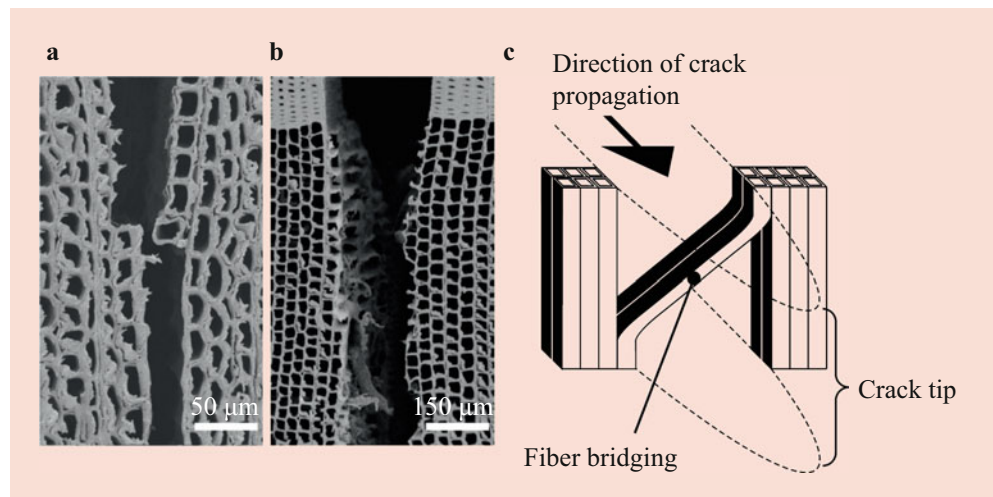 a
b
c
Direction of crack
propagation
50 μm
150 μm
Crack tip
Fiber bridging